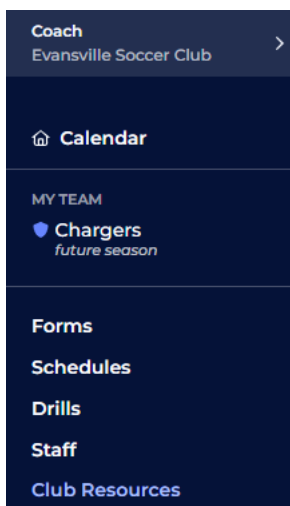 Coach
Evansville Soccer Club
Calendar
MY TEAM
Chargers
future season
Forms
Schedules
Drills
Staff
Club Resources